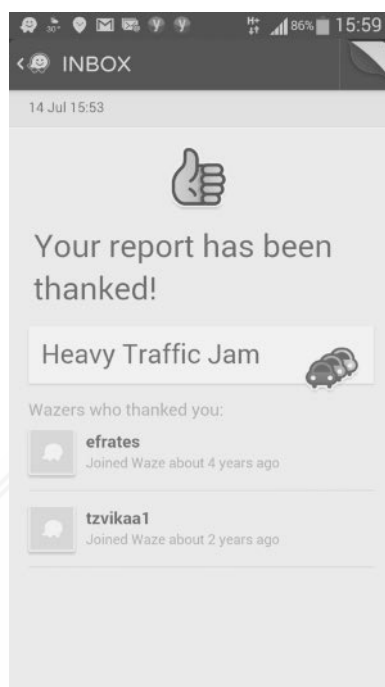 30°
H+
86%
15:59
INBOX
14 Jul 15:53
Your report has been
thanked!
Heavy Traffic Jam
Wazers who thanked you:
efrates
Joined Waze about 4 years ago
tzvikaa1
Joined Waze about 2 years ago